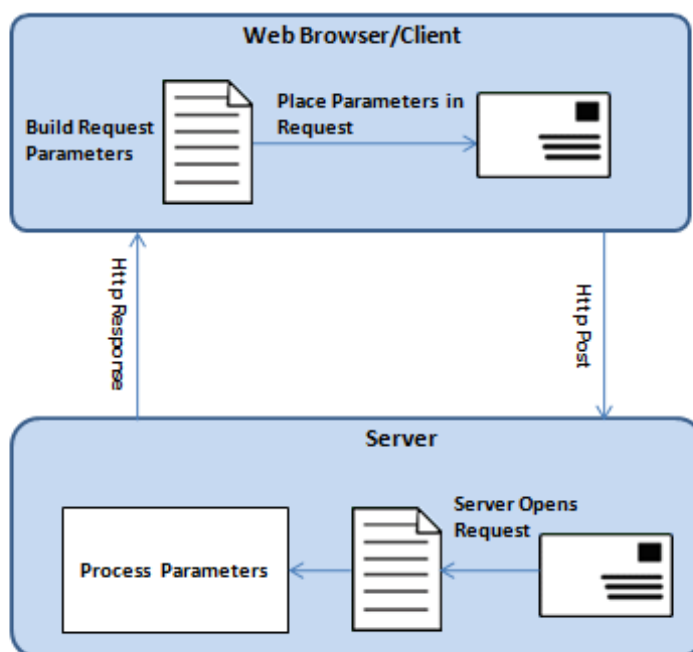 Web Browser/Client
Build Request
Parameters
Place Parameters in
Request
Http Response
Http Post
Server
Server Opens
Request
Process Parameters